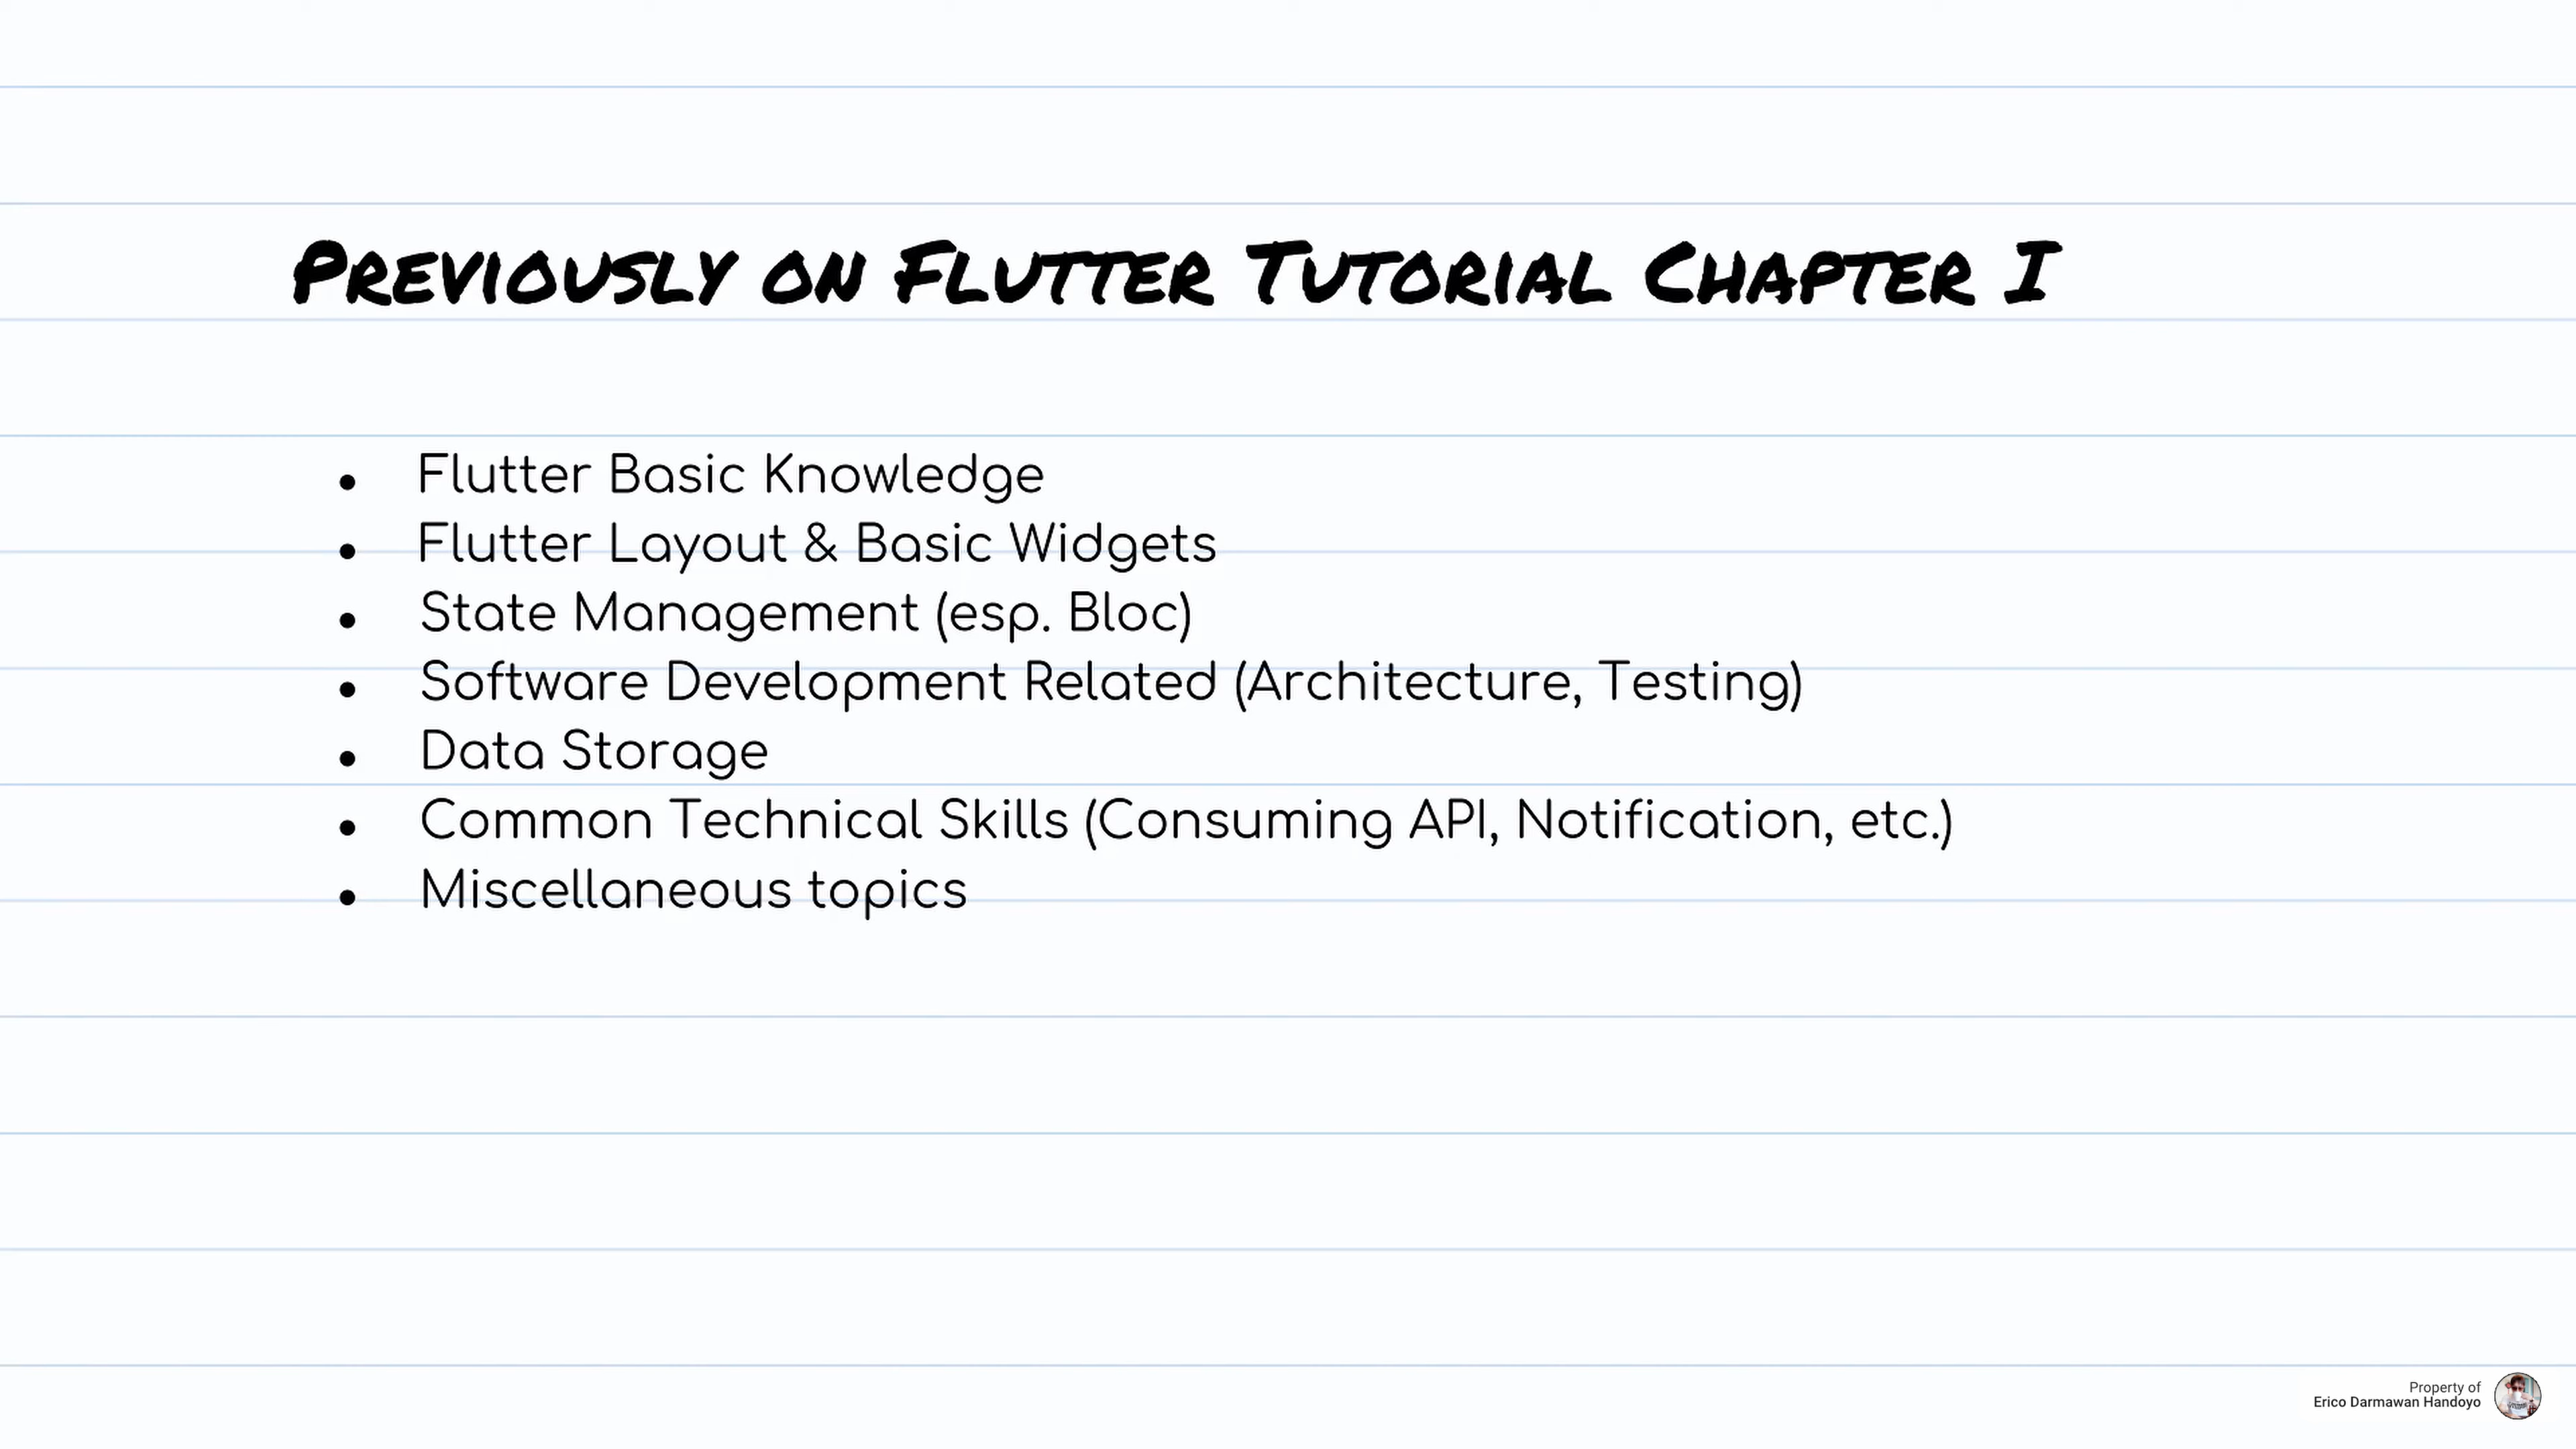 Previously on Flutter Tutorial Chapter I
• Flutter Basic Knowledge
• Flutter Layout & Basic Widgets
• State Management (esp. Bloc)
• Software Development Related (Architecture, Testing)
• Data Storage
• Common Technical Skills (Consuming API, Notification, etc.)
• Miscellaneous topics
Property of
Erico Darmawan Handoyo